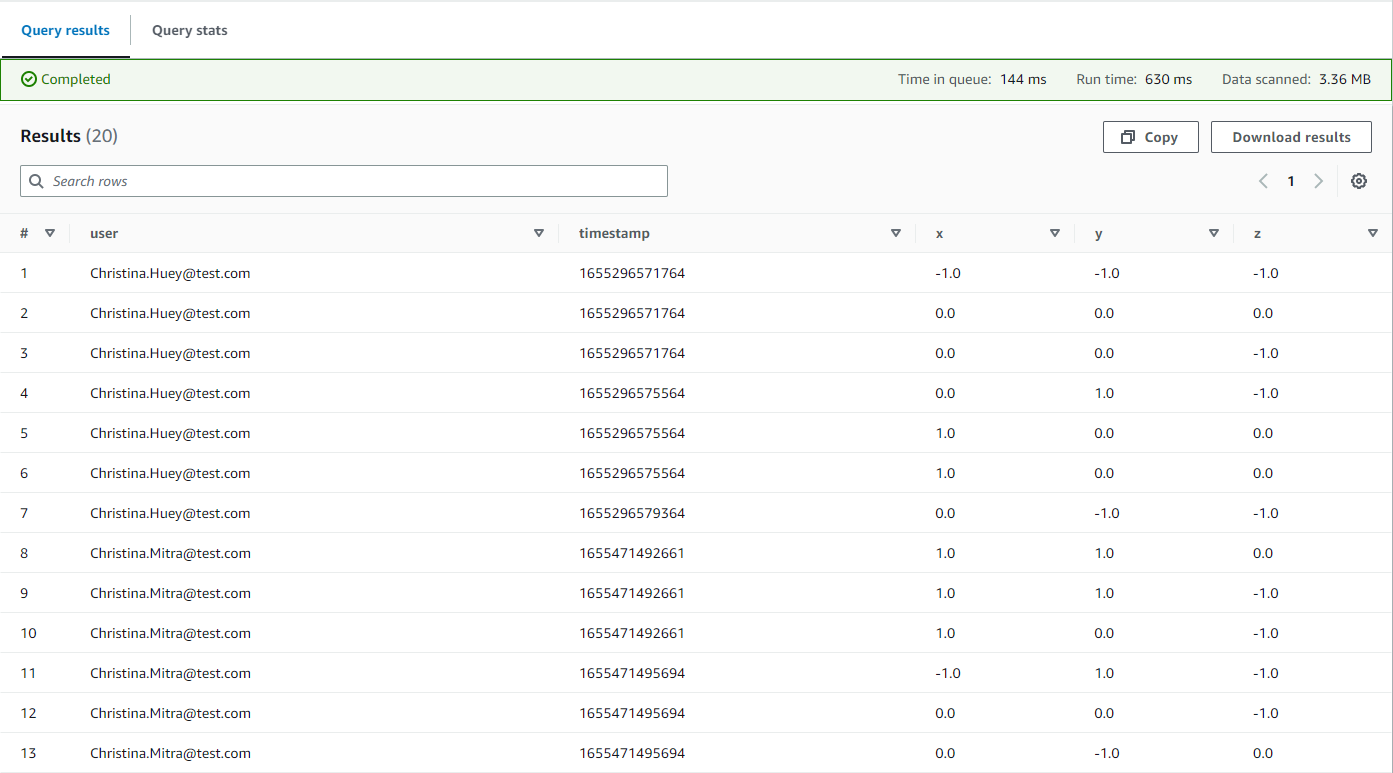 Query results Query stats
Completed Time in queue: 144 ms Run time: 630 ms Data scanned: 3.36 MB
Results (20) Copy Download results
Search rows 1
# user timestamp x y z
1 Christina.Huey@test.com 1655296571764 -1.0 -1.0 -1.0
2 Christina.Huey@test.com 1655296571764 0.0 0.0 0.0
3 Christina.Huey@test.com 1655296571764 0.0 0.0 -1.0
4 Christina.Huey@test.com 1655296575564 0.0 1.0 -1.0
5 Christina.Huey@test.com 1655296575564 1.0 0.0 0.0
6 Christina.Huey@test.com 1655296575564 1.0 0.0 0.0
7 Christina.Huey@test.com 1655296579364 0.0 -1.0 -1.0
8 Christina.Mitra@test.com 1655471492661 1.0 1.0 0.0
9 Christina.Mitra@test.com 1655471492661 1.0 1.0 -1.0
10 Christina.Mitra@test.com 1655471492661 1.0 0.0 -1.0
11 Christina.Mitra@test.com 1655471495694 -1.0 1.0 -1.0
12 Christina.Mitra@test.com 1655471495694 0.0 0.0 -1.0
13 Christina.Mitra@test.com 1655471495694 0.0 -1.0 0.0